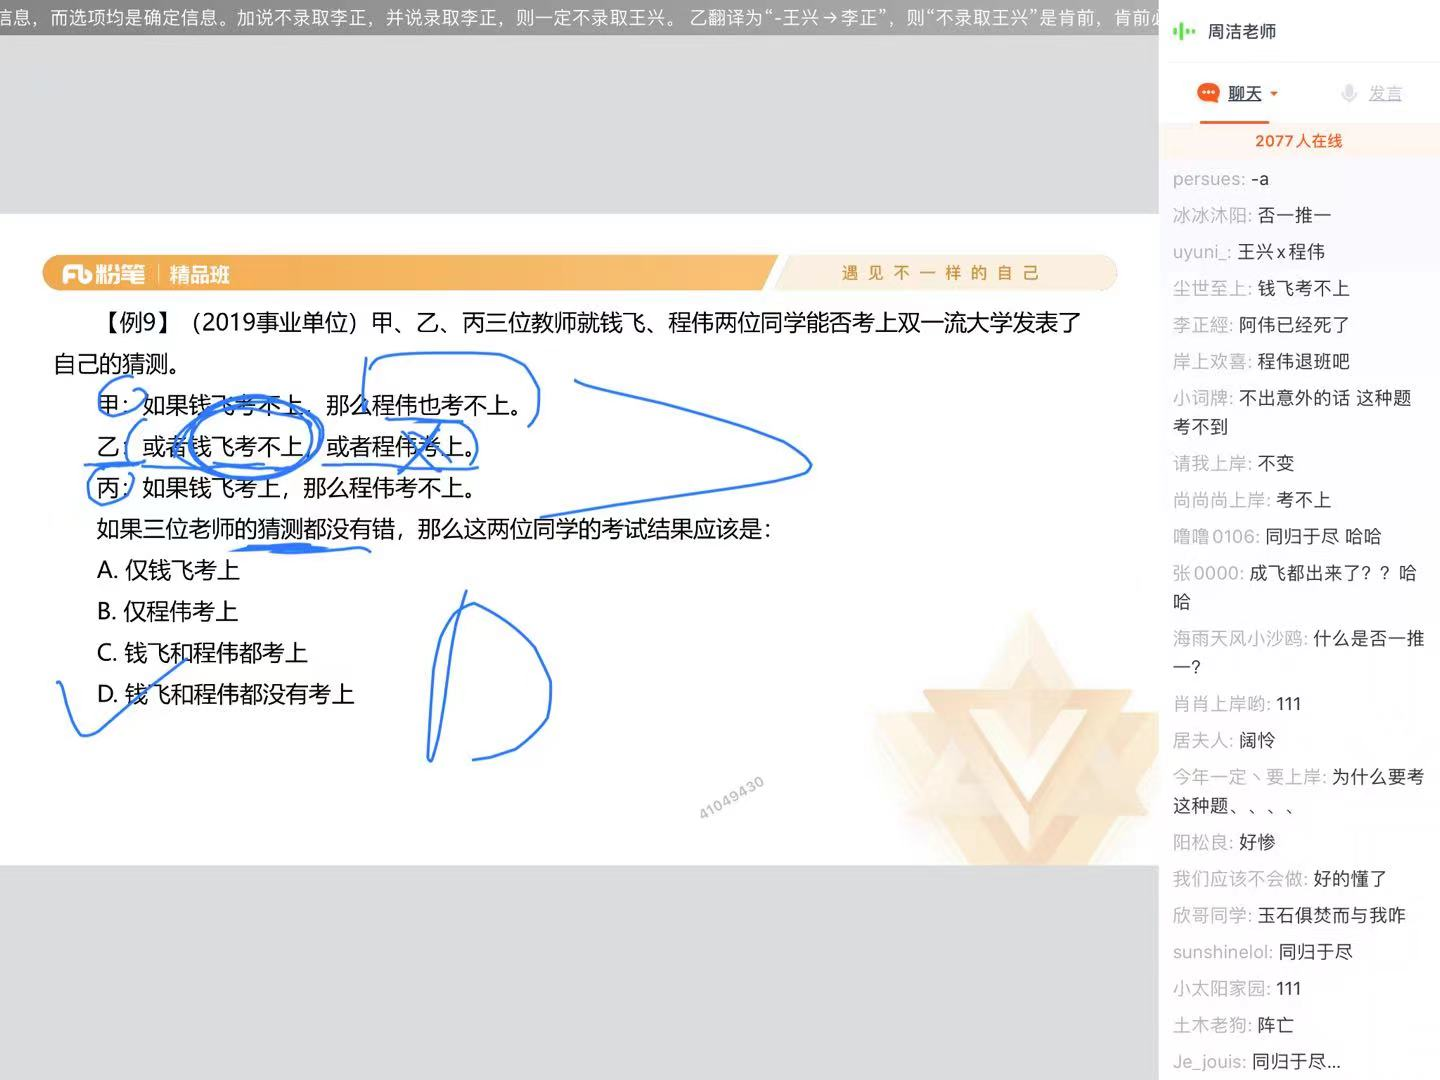 信息，而选项均是确定信息。加说不录取李正，并说录取李正，则一定不录取王兴。 乙翻译为“-王兴→李正”，则“不录取王兴”是肯前，肯前必
周洁老师
聊天
发言
2077人在线
粉笔 精品班
遇见不一样的自己
【例9】（2019事业单位）甲、乙、丙三位教师就钱飞、程伟两位同学能否考上双一流大学发表了
自己的猜测。
甲：如果钱飞考不上，那么程伟也考不上。
乙：或者钱飞考不上，或者程伟考上。
丙：如果钱飞考上，那么程伟考不上。
如果三位老师的猜测都没有错，那么这两位同学的考试结果应该是：
A. 仅钱飞考上
B. 仅程伟考上
C. 钱飞和程伟都考上
D. 钱飞和程伟都没有考上
D
41049430
persues: -a
冰冰沐阳: 否一推一
uyuni_: 王兴x程伟
尘世至上: 钱飞考不上
李正經: 阿伟已经死了
岸上欢喜: 程伟退班吧
小词牌: 不出意外的话 这种题
考不到
请我上岸: 不变
尚尚尚上岸: 考不上
噜噜0106: 同归于尽 哈哈
张0000: 成飞都出来了？？哈
哈
海雨天风小沙鸥: 什么是否一推
一?
肖肖上岸哟: 111
居夫人: 阔怜
今年一定丶要上岸: 为什么要考
这种题、、、、
阳松良: 好惨
我们应该不会做: 好的懂了
欣哥同学: 玉石俱焚而与我咋
sunshinelol: 同归于尽
小太阳家园: 111
土木老狗: 阵亡
Je_jouis: 同归于尽...